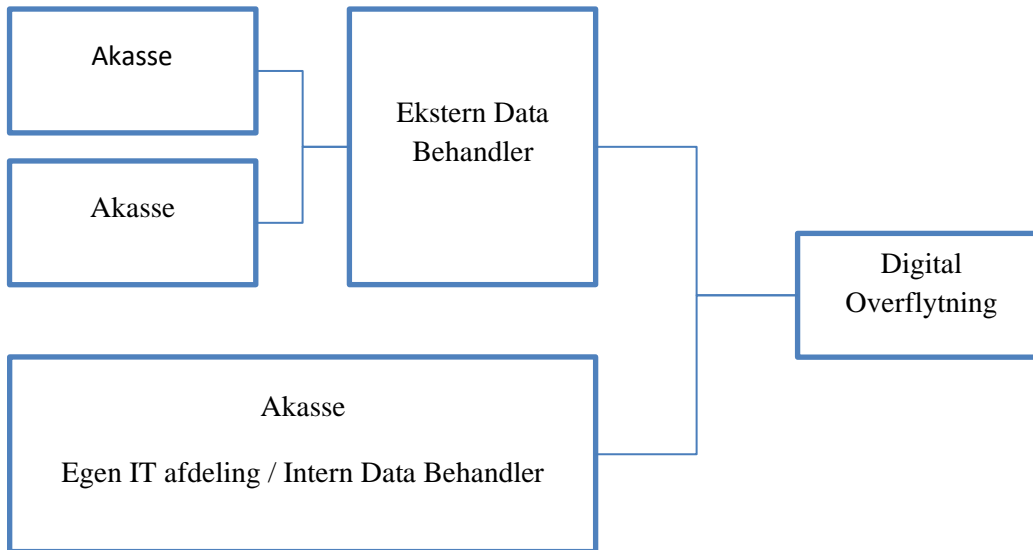 Akasse
Akasse
Ekstern Data
Behandler
Akasse
Egen IT afdeling / Intern Data Behandler
Digital
Overflytning